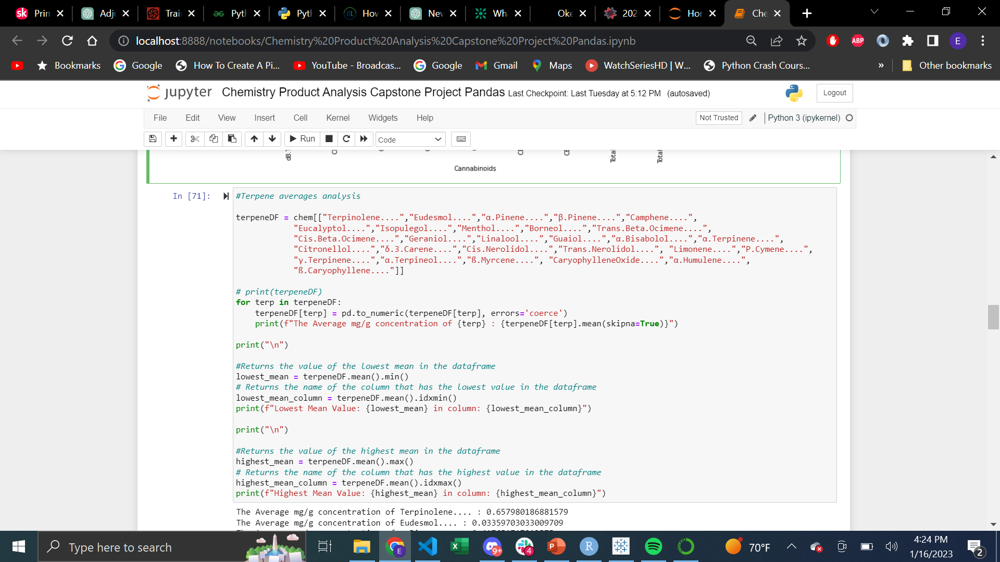 Prin
Adj
Trai
Pyth
Pyth
How
New
Wh
Oke
202
Hor
Che
localhost:8888/notebooks/Chemistry%20Product%20Analysis%20Capstone%20Project%20Pandas.ipynb
ABP
E
Bookmarks
Google
How To Create A Pi...
YouTube - Broadcas...
Google
Gmail
Maps
WatchSeriesHD | W...
Python Crash Cours...
»
Other bookmarks
jupyter Chemistry Product Analysis Capstone Project Pandas Last Checkpoint: Last Tuesday at 5:12 PM (autosaved)
Logout
File Edit View Insert Cell Kernel Widgets Help
Not Trusted
Python 3 (ipykernel)
Run
Code
Total
Total
Cannabinoids
In [71]:
#Terpene averages analysis
terpeneDF = chem[["Terpinolene....","Eudesmol....","α.Pinene....","β.Pinene....","Camphene....",
"Eucalyptol....","Isopulegol....","Menthol....","Borneol....","Trans.Beta.Ocimene....",
"Cis.Beta.Ocimene....","Geraniol....","Linalool....","Guaiol....","α.Bisabolol....","α.Terpinene....",
"Citronellol....","δ.3.Carene....","Cis.Nerolidol....","Trans.Nerolidol....", "Limonene....","P.Cymene....",
"γ.Terpinene....","α.Terpineol....","ß.Myrcene....", "CaryophylleneOxide....","α.Humulene....",
"ß.Caryophyllene...."]]
# print(terpeneDF)
for terp in terpeneDF:
terpeneDF[terp] = pd.to_numeric(terpeneDF[terp], errors='coerce')
print(f"The Average mg/g concentration of {terp} : {terpeneDF[terp].mean(skipna=True)}")
print("\n")
#Returns the value of the lowest mean in the dataframe
lowest_mean = terpeneDF.mean().min()
# Returns the name of the column that has the lowest value in the dataframe
lowest_mean_column = terpeneDF.mean().idxmin()
print(f"Lowest Mean Value: {lowest_mean} in column: {lowest_mean_column}")
print("\n")
#Returns the value of the highest mean in the dataframe
highest_mean = terpeneDF.mean().max()
# Returns the name of the column that has the highest value in the dataframe
highest_mean_column = terpeneDF.mean().idxmax()
print(f"Highest Mean Value: {highest_mean} in column: {highest_mean_column}")
The Average mg/g concentration of Terpinolene.... : 0.657980186881579
The Average mg/g concentration of Eudesmol.... : 0.03359703033009709
Type here to search
9+
4
70°F
4:24 PM
1/16/2023
2